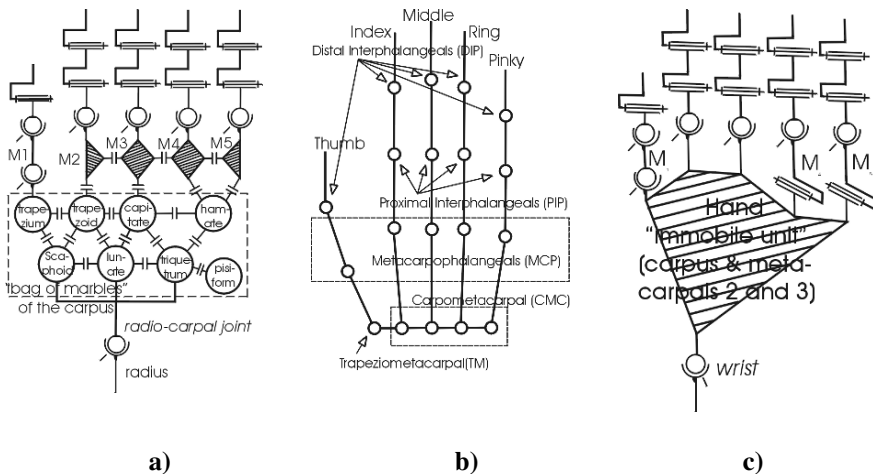 M1
M2
M3
M4
M5
trape-
zium
trape-
zoid
capi-
tate
ham-
ate
Sca-
phoid
lun-
ate
trique
trum
pisi-
form
"bag of marbles"
of the carpus
radio-carpal joint
radius
a)
Middle
Index
Ring
Distal Interphalangeals (DIP)
Pinky
Thumb
Proximal Interphalangeals (PIP)
Metacarpophalangeals (MCP)
Carpometacarpal (CMC)
Trapeziometacarpal(TM)
b)
M
M
M
Hand
"immobile unit"
(carpus & meta-
carpals 2 and 3)
wrist
c)